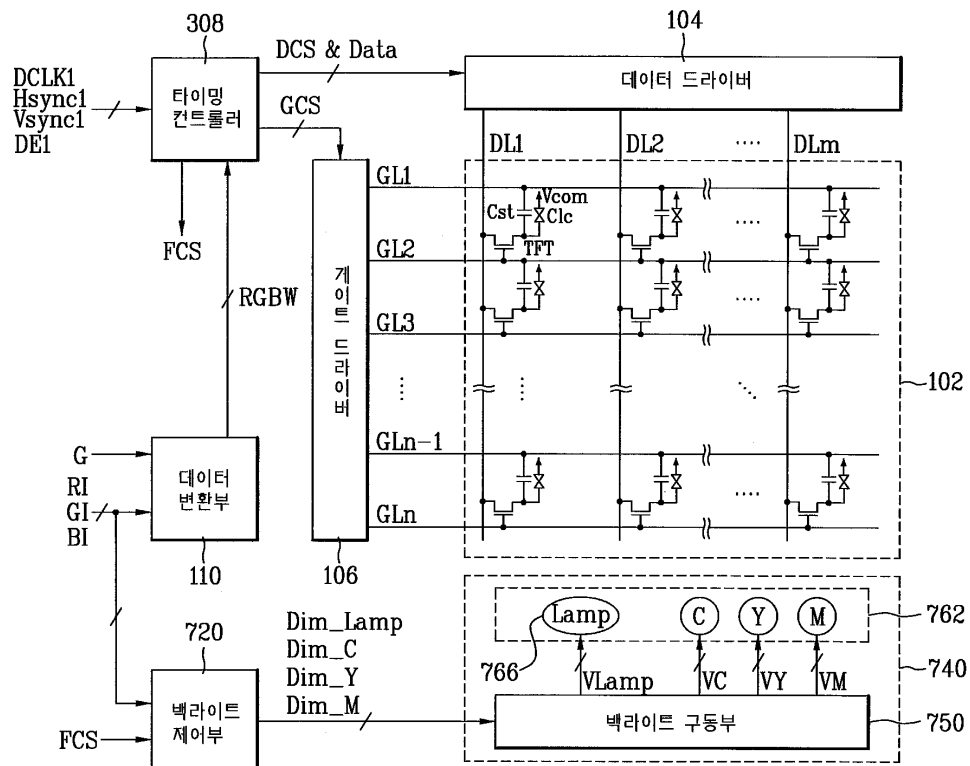 308
DCS & Data
104
DCLK1
Hsync1
Vsync1
DE1
타이밍
컨트롤러
GCS
데이터 드라이버
DL1
DL2
....
DLm
FCS
RGBW
게이트 드라이버
106
GL1
GL2
GL3
....
GLn-1
GLn
Vcom
Cst
Clc
TFT
....
....
....
....
....
....
102
G
RI
GI
BI
데이터
변환부
110
720
Dim_Lamp
Dim_C
Dim_Y
Dim_M
FCS
백라이트
제어부
Lamp
C
Y
M
762
766
VLamp
VC
VY
VM
740
백라이트 구동부
750